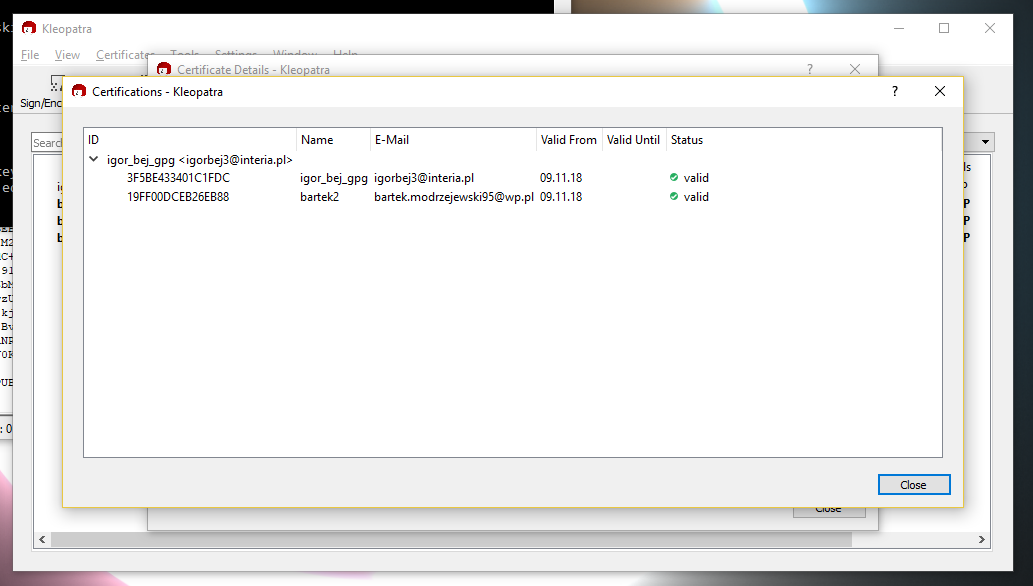 Kleopatra
File View Certificates Tools Settings Window Help
Certificate Details - Kleopatra ?
Sign/Enc
Certifications - Kleopatra ?
Search
ID Name E-Mail Valid From Valid Until Status
igor_bej_gpg <igorbej3@interia.pl>
3F5BE433401C1FDC igor_bej_gpg igorbej3@interia.pl 09.11.18 valid
19FF00DCEB26EB88 bartek2 bartek.modrzejewski95@wp.pl 09.11.18 valid
Close
Close